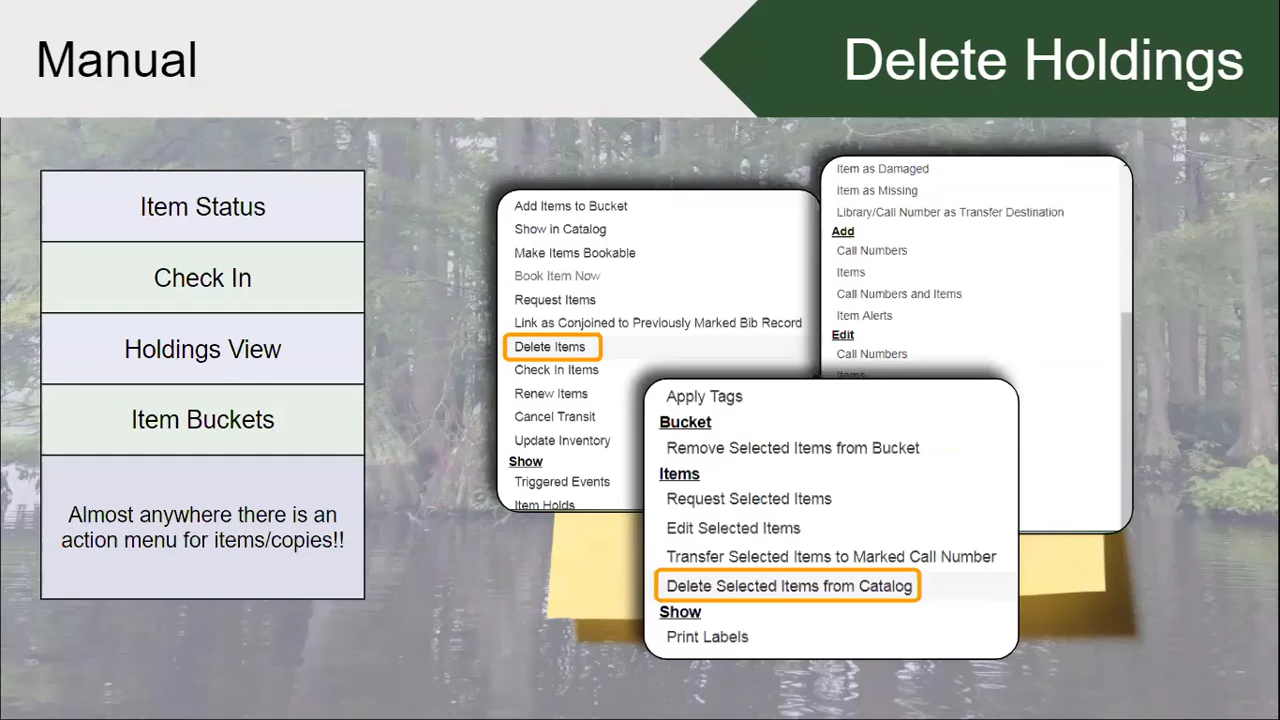 Manual
Delete Holdings
Item Status
Check In
Holdings View
Item Buckets
Almost anywhere there is an
action menu for items/copies!!
Add Items to Bucket
Show in Catalog
Make Items Bookable
Book Item Now
Request Items
Link as Conjoined to Previously Marked Bib Record
Delete Items
Check In Items
Renew Items
Cancel Transit
Update Inventory
Show
Triggered Events
Item Holds
Item as Damaged
Item as Missing
Library/Call Number as Transfer Destination
Add
Call Numbers
Items
Call Numbers and Items
Item Alerts
Edit
Call Numbers
Items
Apply Tags
Bucket
Remove Selected Items from Bucket
Items
Request Selected Items
Edit Selected Items
Transfer Selected Items to Marked Call Number
Delete Selected Items from Catalog
Show
Print Labels